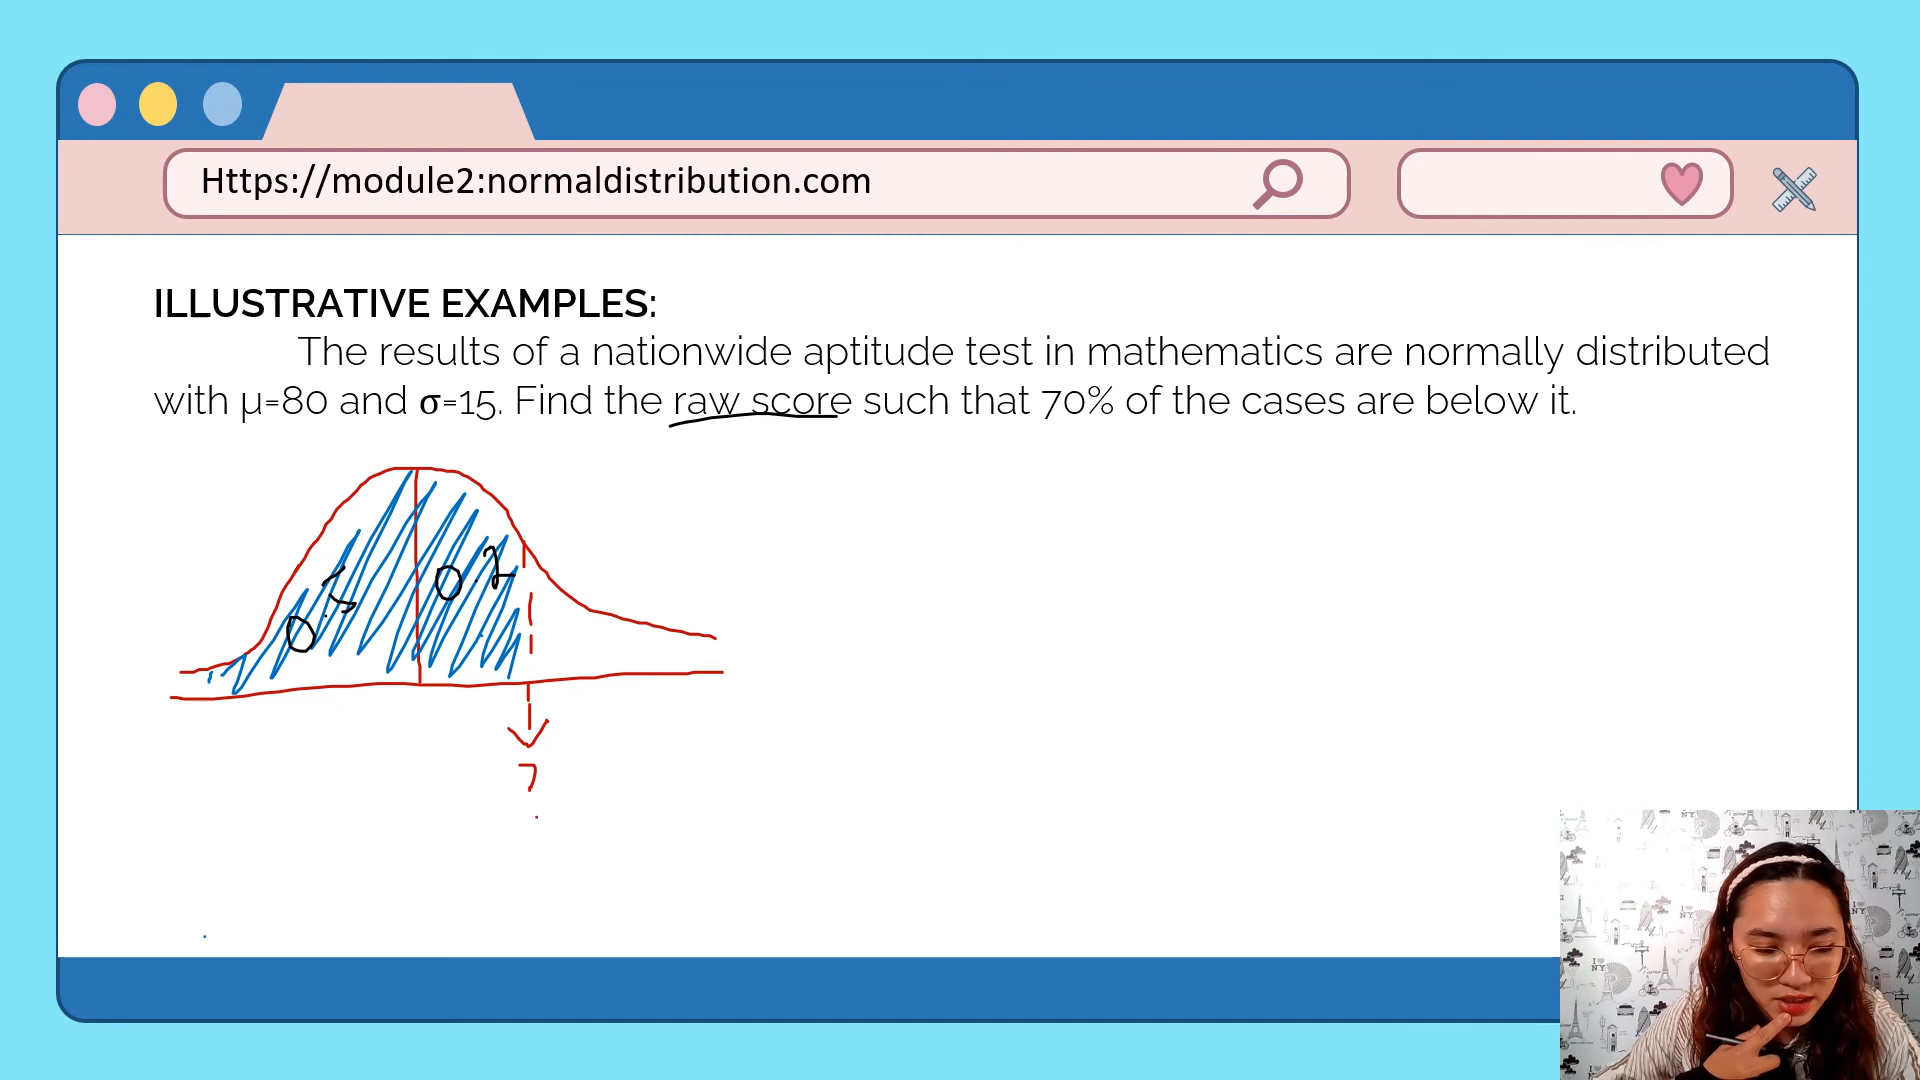 Https://module2:normaldistribution.com
ILLUSTRATIVE EXAMPLES:
The results of a nationwide aptitude test in mathematics are normally distributed
with µ=80 and σ=15. Find the raw score such that 70% of the cases are below it.
0.5
0.2
?